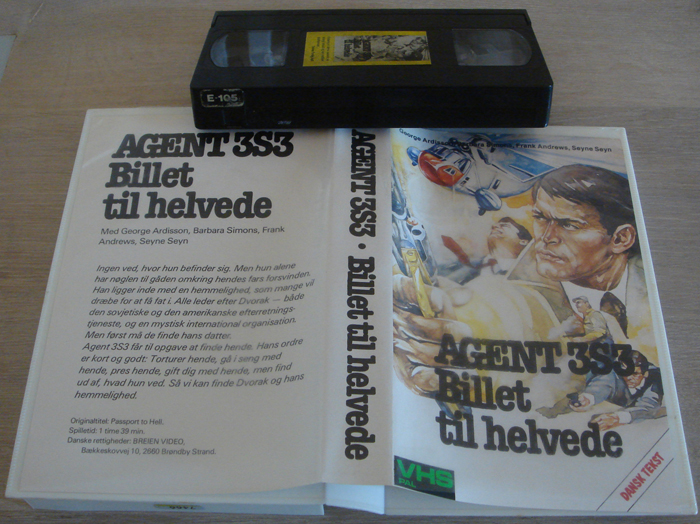 E-105
AGENT 3S3
Billet
til helvede
Med George Ardisson, Barbara Simons, Frank
Andrews, Seyne Seyn
Ingen ved, hvor hun befinder sig. Men hun alene
har nøglen til gåden omkring hendes fars forsvinden.
Han ligger inde med en hemmelighed, som mange vil
dræbe for at få fat i. Alle leder efter Dvorak — både
den sovjetiske og den amerikanske efterretnings-
tjeneste, og en mystisk international organisation.
Men først må de finde hans datter.
Agent 3S3 får til opgave at finde hende. Hans ordre
er kort og godt: Torturer hende, gå i seng med
hende, pres hende, gift dig med hende, men find
ud af, hvad hun ved. Så vi kan finde Dvorak og hans
hemmelighed.
Originaltitel: Passport to Hell.
Spilletid: 1 time 39 min.
Danske rettigheder: BREIEN VIDEO,
Bækkeskovvej 10, 2660 Brøndby Strand.
AGENT 3S3 · Billet til helvede
George Ardisson, Frank Andrews, Seyne Seyn
AGENT 3S3
Billet
til helvede
VHS
PAL
DANSK TEKST